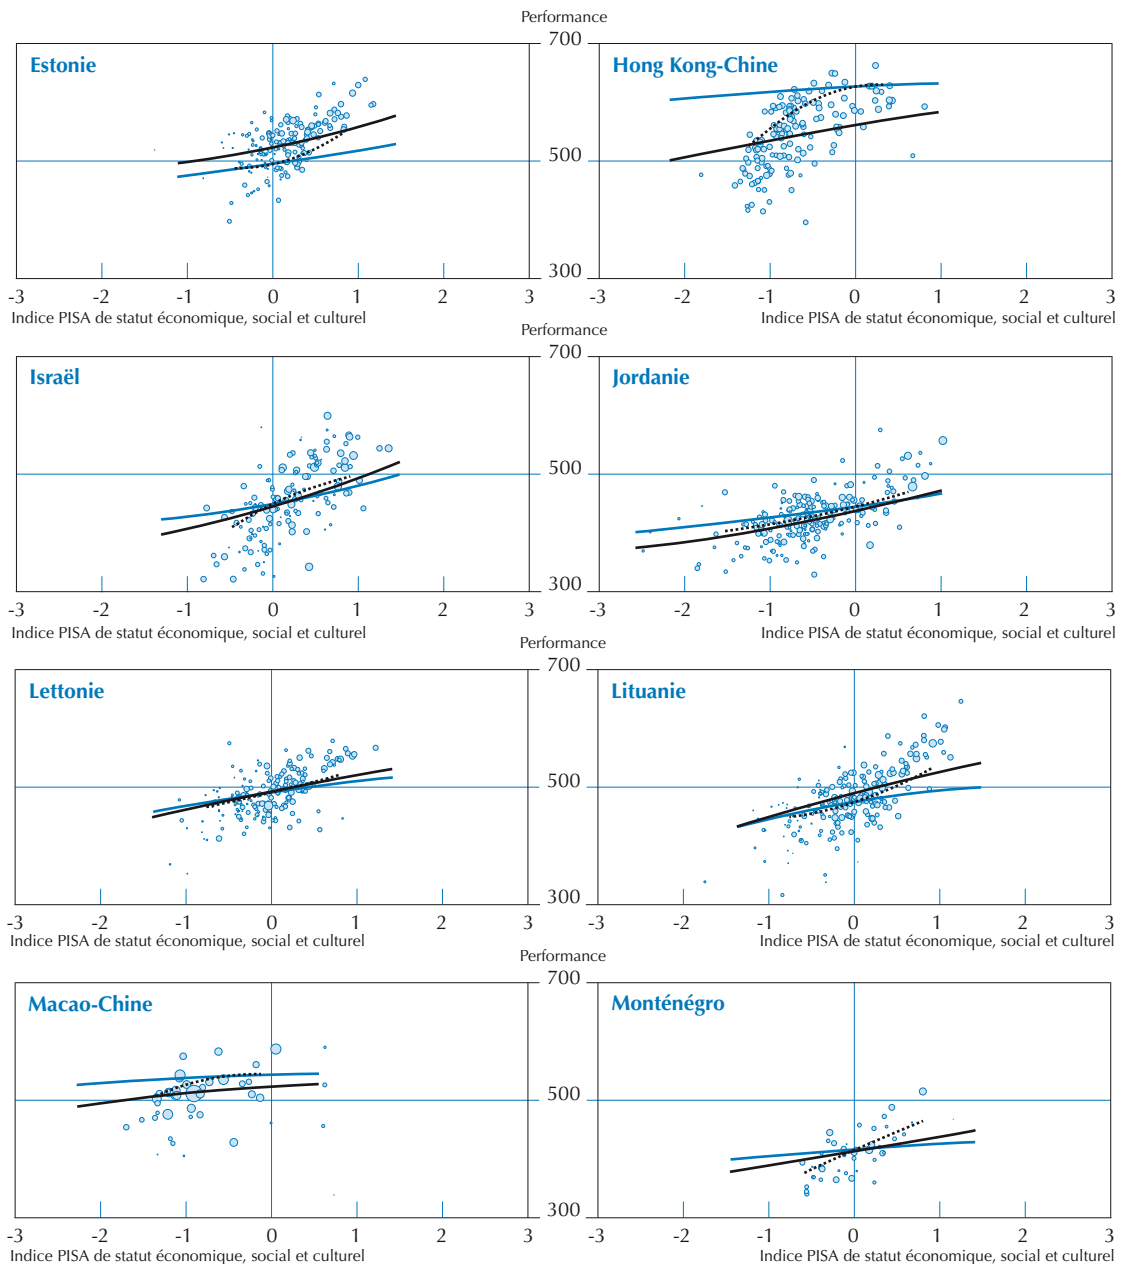 Performance
700
Estonie
Hong Kong-Chine
500
300
-3 -2 -1 0 1 2 3
-3 -2 -1 0 1 2 3
Indice PISA de statut économique, social et culturel
Indice PISA de statut économique, social et culturel
Performance
700
Israël
Jordanie
500
300
-3 -2 -1 0 1 2 3
-3 -2 -1 0 1 2 3
Indice PISA de statut économique, social et culturel
Indice PISA de statut économique, social et culturel
Performance
700
Lettonie
Lituanie
500
300
-3 -2 -1 0 1 2 3
-3 -2 -1 0 1 2 3
Indice PISA de statut économique, social et culturel
Indice PISA de statut économique, social et culturel
Performance
700
Macao-Chine
Monténégro
500
300
-3 -2 -1 0 1 2 3
-3 -2 -1 0 1 2 3
Indice PISA de statut économique, social et culturel
Indice PISA de statut économique, social et culturel